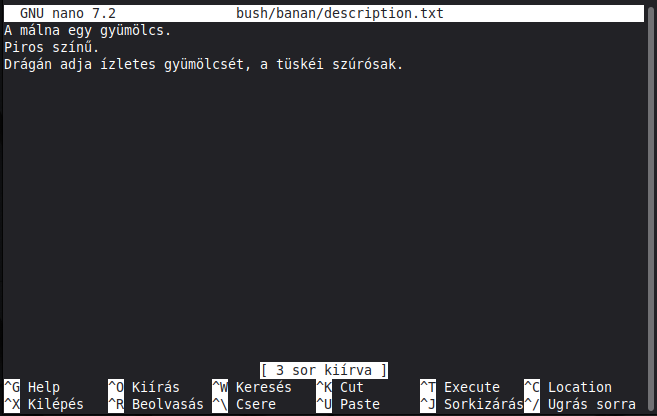 GNU nano 7.2 bush/banan/description.txt
A málna egy gyümölcs.
Piros színű.
Drágán adja ízletes gyümölcsét, a tüskéi szúrósak.
[ 3 sor kiírva ]
^G Help ^O Kiírás ^W Keresés ^K Cut ^T Execute ^C Location
^X Kilépés ^R Beolvasás ^\ Csere ^U Paste ^J Sorkizárás ^/ Ugrás sorra